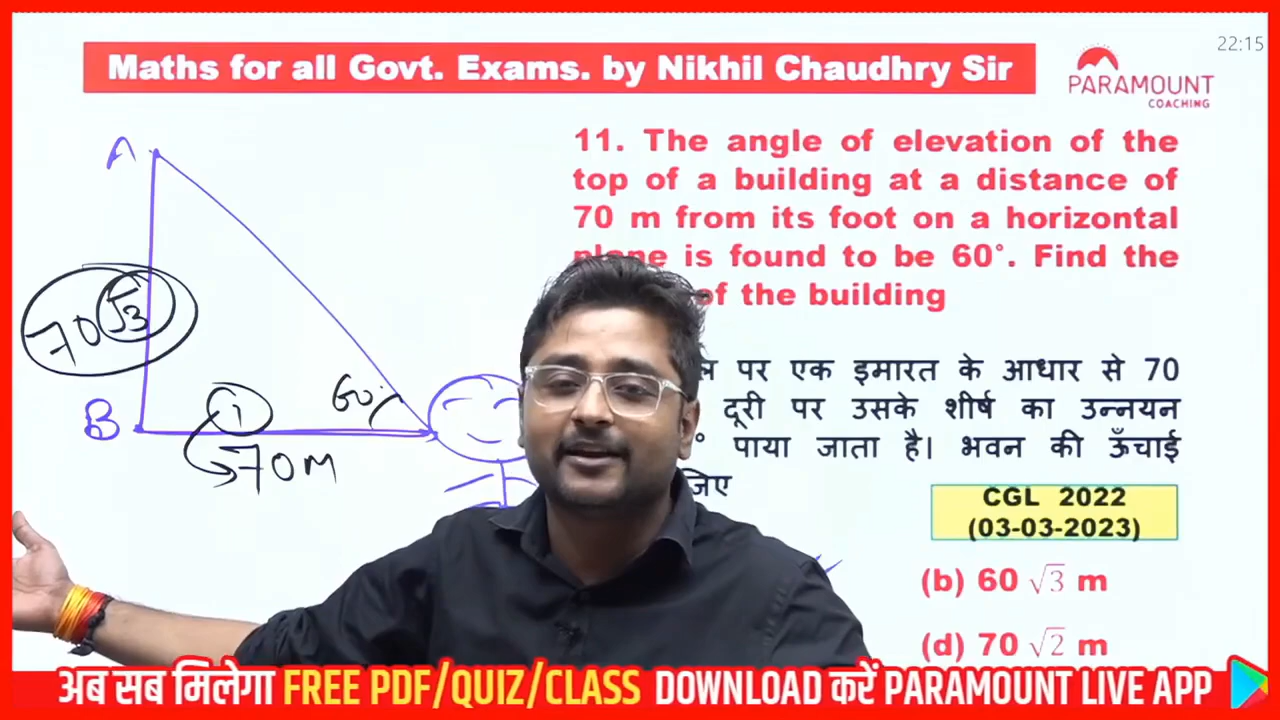 22:15
Maths for all Govt. Exams. by Nikhil Chaudhry Sir
PARAMOUNT
COACHING
11. The angle of elevation of the
top of a building at a distance of
70 m from its foot on a horizontal
plane is found to be 60°. Find the
of the building
पर एक इमारत के आधार से 70
दूरी पर उसके शीर्ष का उन्नयन
° पाया जाता है। भवन की ऊँचाई
CGL 2022
(03-03-2023)
(b) 60 √3 m
(d) 70 √2 m
A
70√3
B
1
60°
70M
अब सब मिलेगा FREE PDF/QUIZ/CLASS DOWNLOAD करें PARAMOUNT LIVE APP